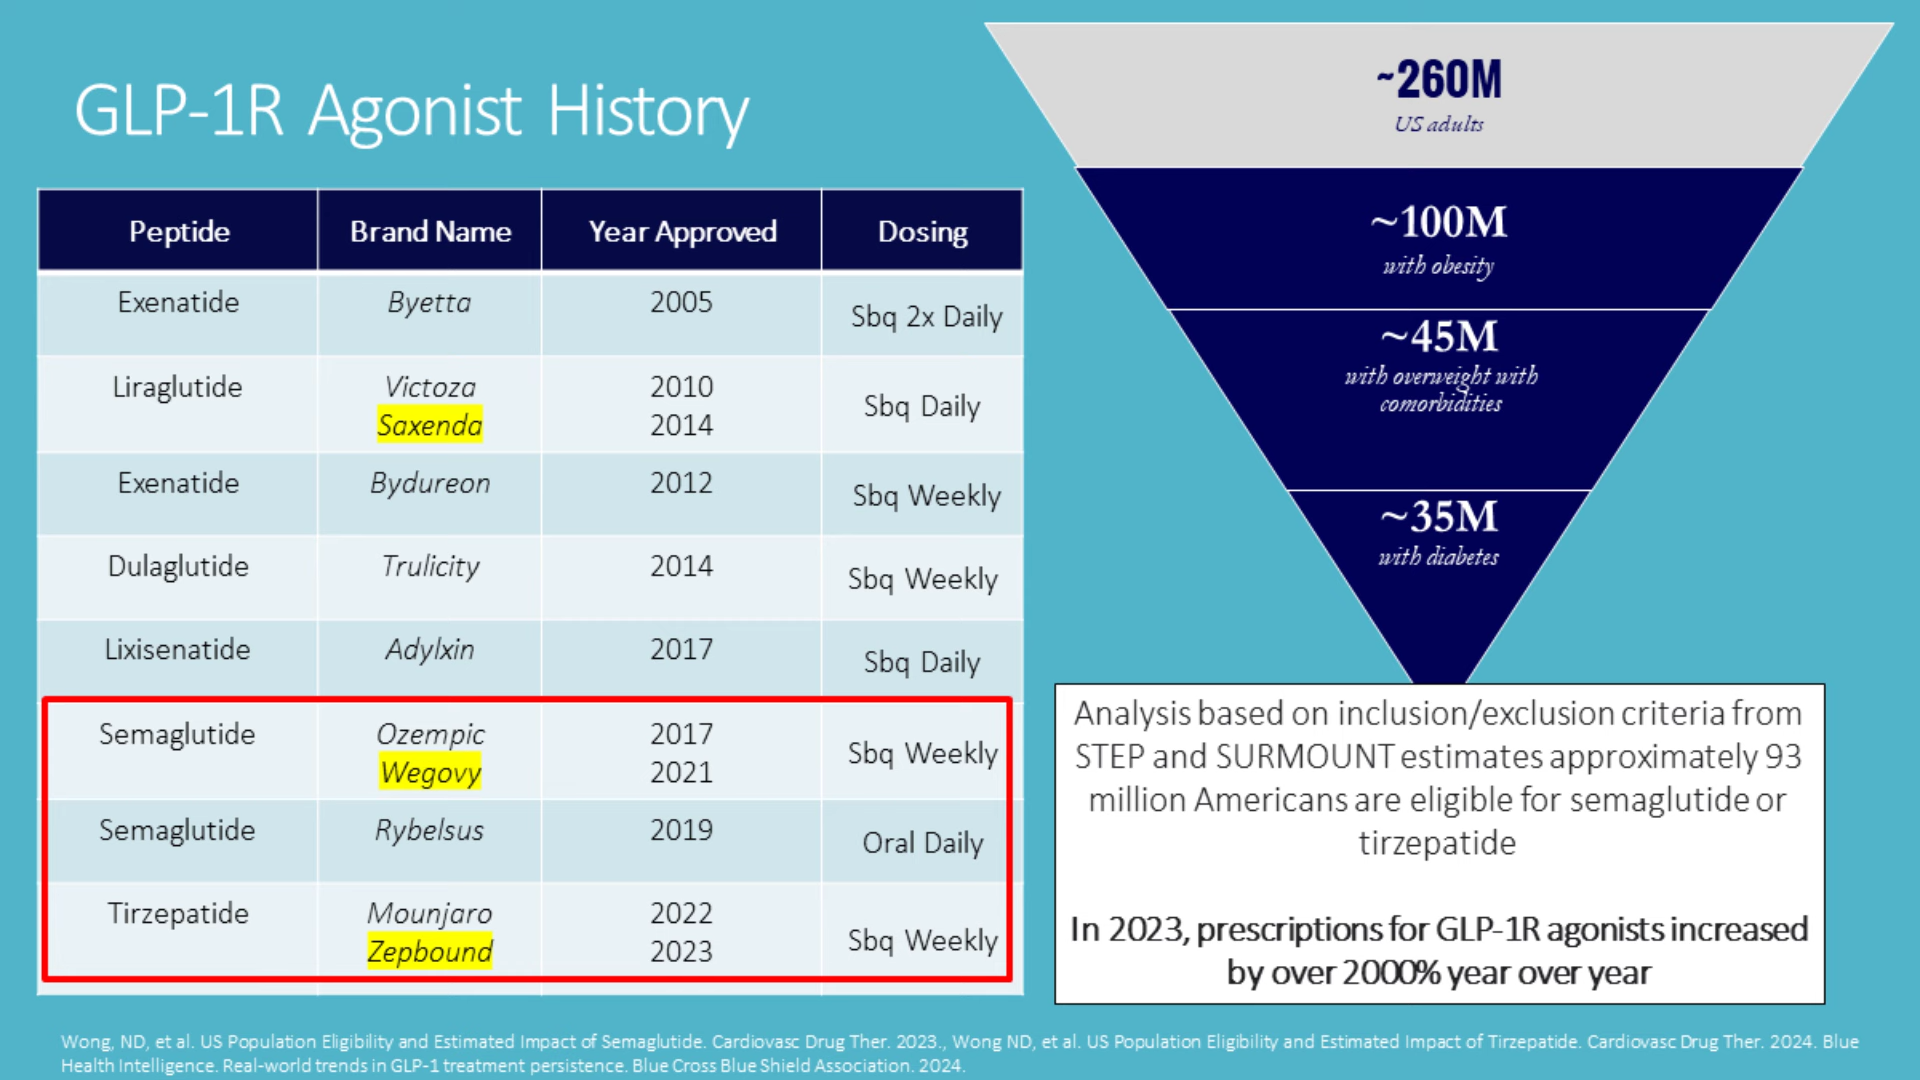 GLP-1R Agonist History
Peptide Brand Name Year Approved Dosing
Exenatide Byetta 2005 Sbq 2x Daily
Liraglutide Victoza 2010 Sbq Daily
Saxenda 2014
Exenatide Bydureon 2012 Sbq Weekly
Dulaglutide Trulicity 2014 Sbq Weekly
Lixisenatide Adylxin 2017 Sbq Daily
Semaglutide Ozempic 2017 Sbq Weekly
Wegovy 2021
Semaglutide Rybelsus 2019 Oral Daily
Tirzepatide Mounjaro 2022 Sbq Weekly
Zepbound 2023
~260M
US adults
~100M
with obesity
~45M
with overweight with
comorbidities
~35M
with diabetes
Analysis based on inclusion/exclusion criteria from
STEP and SURMOUNT estimates approximately 93
million Americans are eligible for semaglutide or
tirzepatide
In 2023, prescriptions for GLP-1R agonists increased
by over 2000% year over year
Wong, ND, et al. US Population Eligibility and Estimated Impact of Semaglutide. Cardiovasc Drug Ther. 2023., Wong ND, et al. US Population Eligibility and Estimated Impact of Tirzepatide. Cardiovasc Drug Ther. 2024. Blue
Health Intelligence. Real-world trends in GLP-1 treatment persistence. Blue Cross Blue Shield Association. 2024.